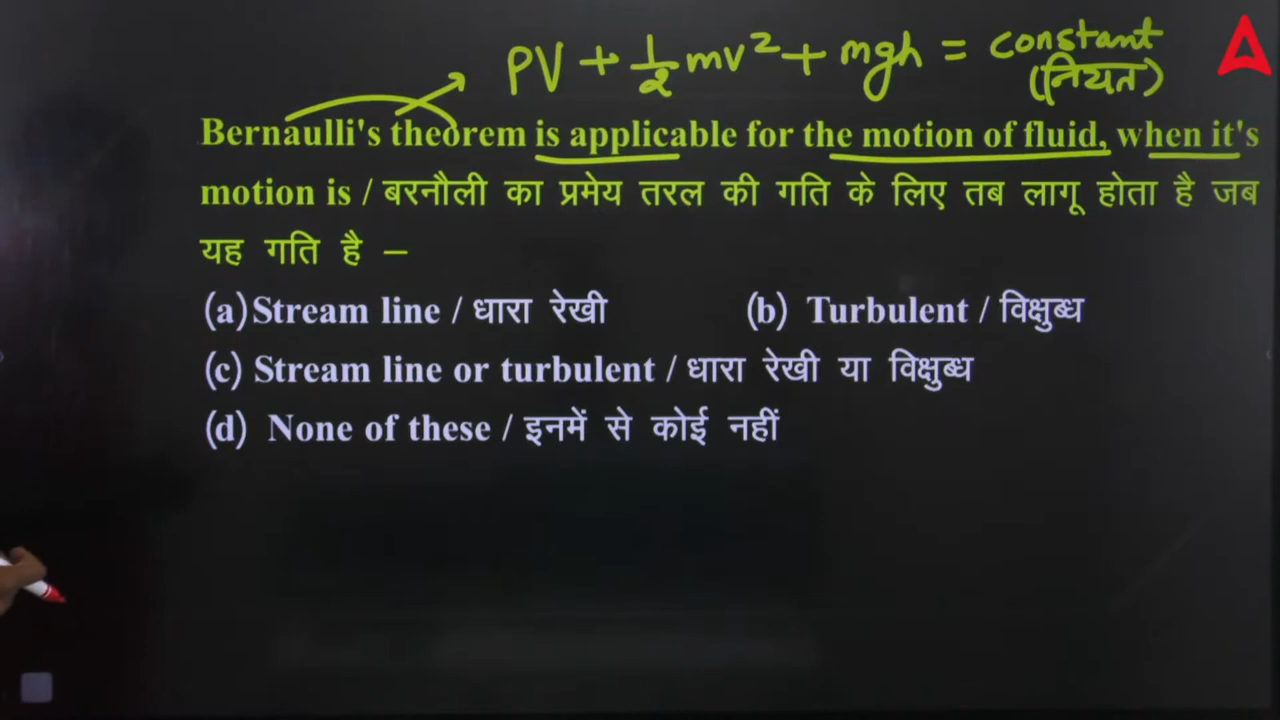 PV + 1/2 mv² + mgh = constant
(नियत)
Bernaulli's theorem is applicable for the motion of fluid, when it's
motion is / बरनौली का प्रमेय तरल की गति के लिए तब लागू होता है जब
यह गति है –
(a) Stream line / धारा रेखी (b) Turbulent / विक्षुब्ध
(c) Stream line or turbulent / धारा रेखी या विक्षुब्ध
(d) None of these / इनमें से कोई नहीं